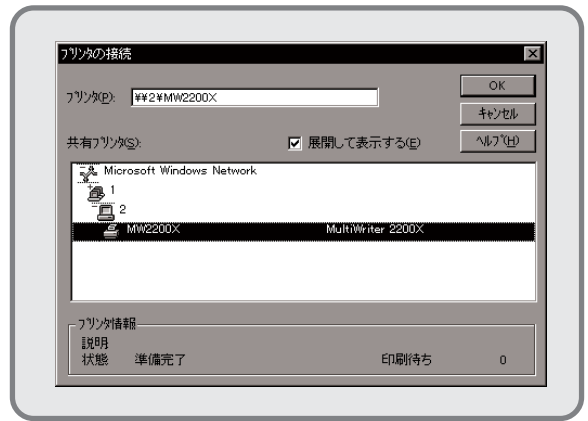 プリンタの接続
プリンタ(P): ¥¥2¥MW2200X
OK
キャンセル
ヘルプ(H)
共有プリンタ(S): 展開して表示する(E)
Microsoft Windows Network
1
2
MW2200X MultiWriter 2200X
プリンタ情報
説明
状態 準備完了 印刷待ち 0